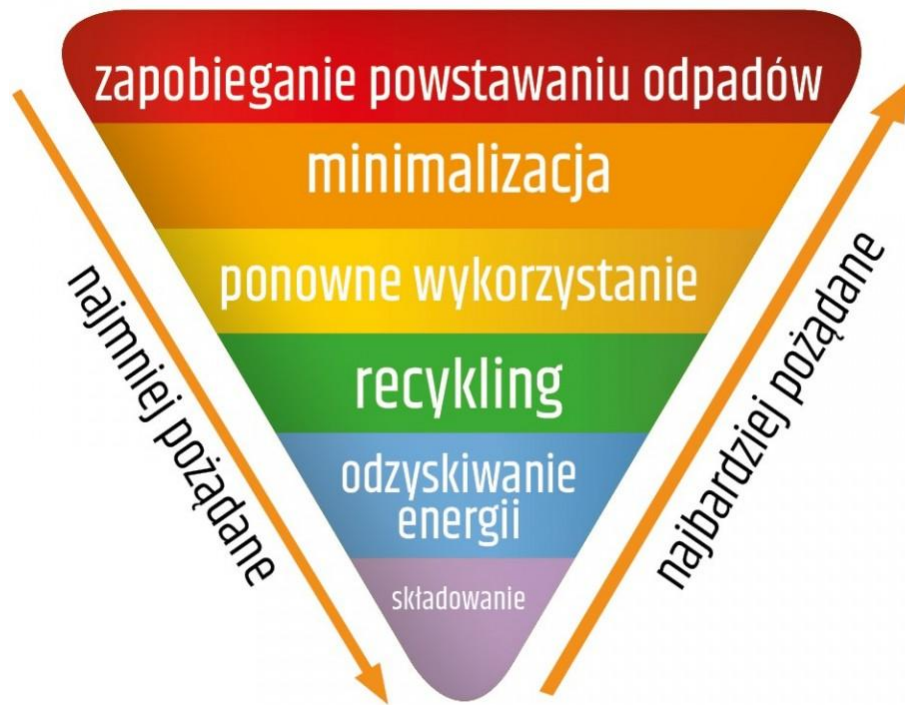 zapobieganie powstawaniu odpadów
minimalizacja
ponowne wykorzystanie
recykling
odzyskiwanie
energii
składowanie
najmniej pożądane
najbardziej pożądane